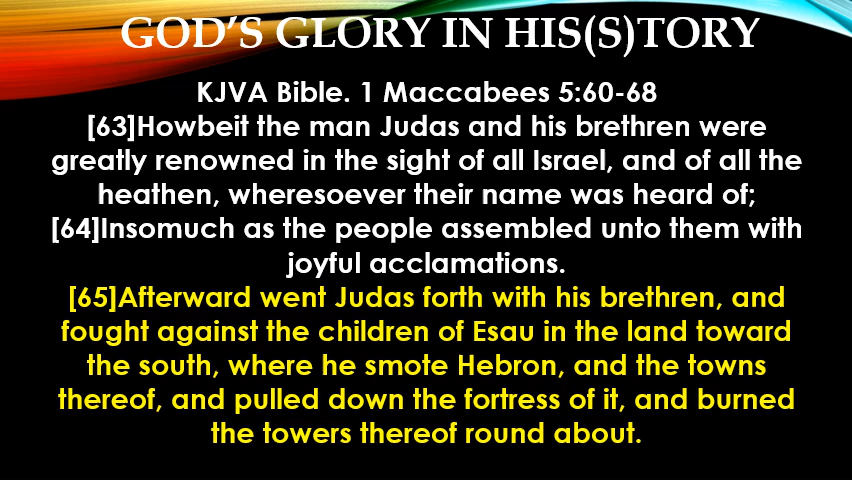 GOD'S GLORY IN HIS(S)TORY
KJVA Bible. 1 Maccabees 5:60-68
[63]Howbeit the man Judas and his brethren were
greatly renowned in the sight of all Israel, and of all the
heathen, wheresoever their name was heard of;
[64]Insomuch as the people assembled unto them with
joyful acclamations.
[65]Afterward went Judas forth with his brethren, and
fought against the children of Esau in the land toward
the south, where he smote Hebron, and the towns
thereof, and pulled down the fortress of it, and burned
the towers thereof round about.